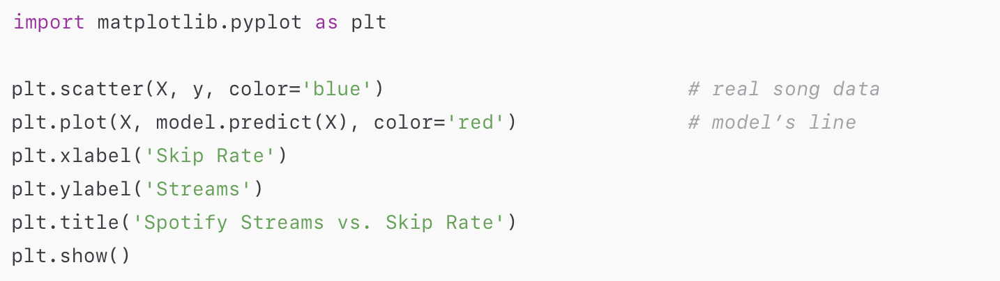 import matplotlib.pyplot as plt
plt.scatter(X, y, color='blue') # real song data
plt.plot(X, model.predict(X), color='red') # model’s line
plt.xlabel('Skip Rate')
plt.ylabel('Streams')
plt.title('Spotify Streams vs. Skip Rate')
plt.show()